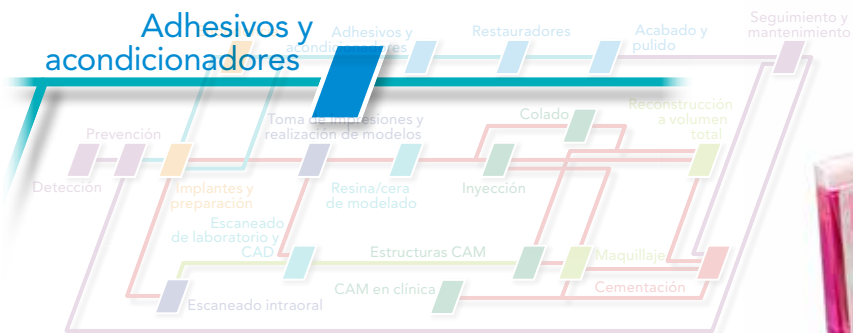 Adhesivos y
acondicionadores
Adhesivos y
acondicionadores
Restauradores
Acabado y
pulido
Seguimiento y
mantenimiento
Prevención
Toma de impresiones y
realización de modelos
Colado
Reconstrucción
a volumen
total
Detección
Implantes y
preparación
Resina/cera
de modelado
Inyección
Escaneado
de laboratorio y
CAD
Estructuras CAM
Maquillaje
Escaneado intraoral
CAM en clínica
Cementación